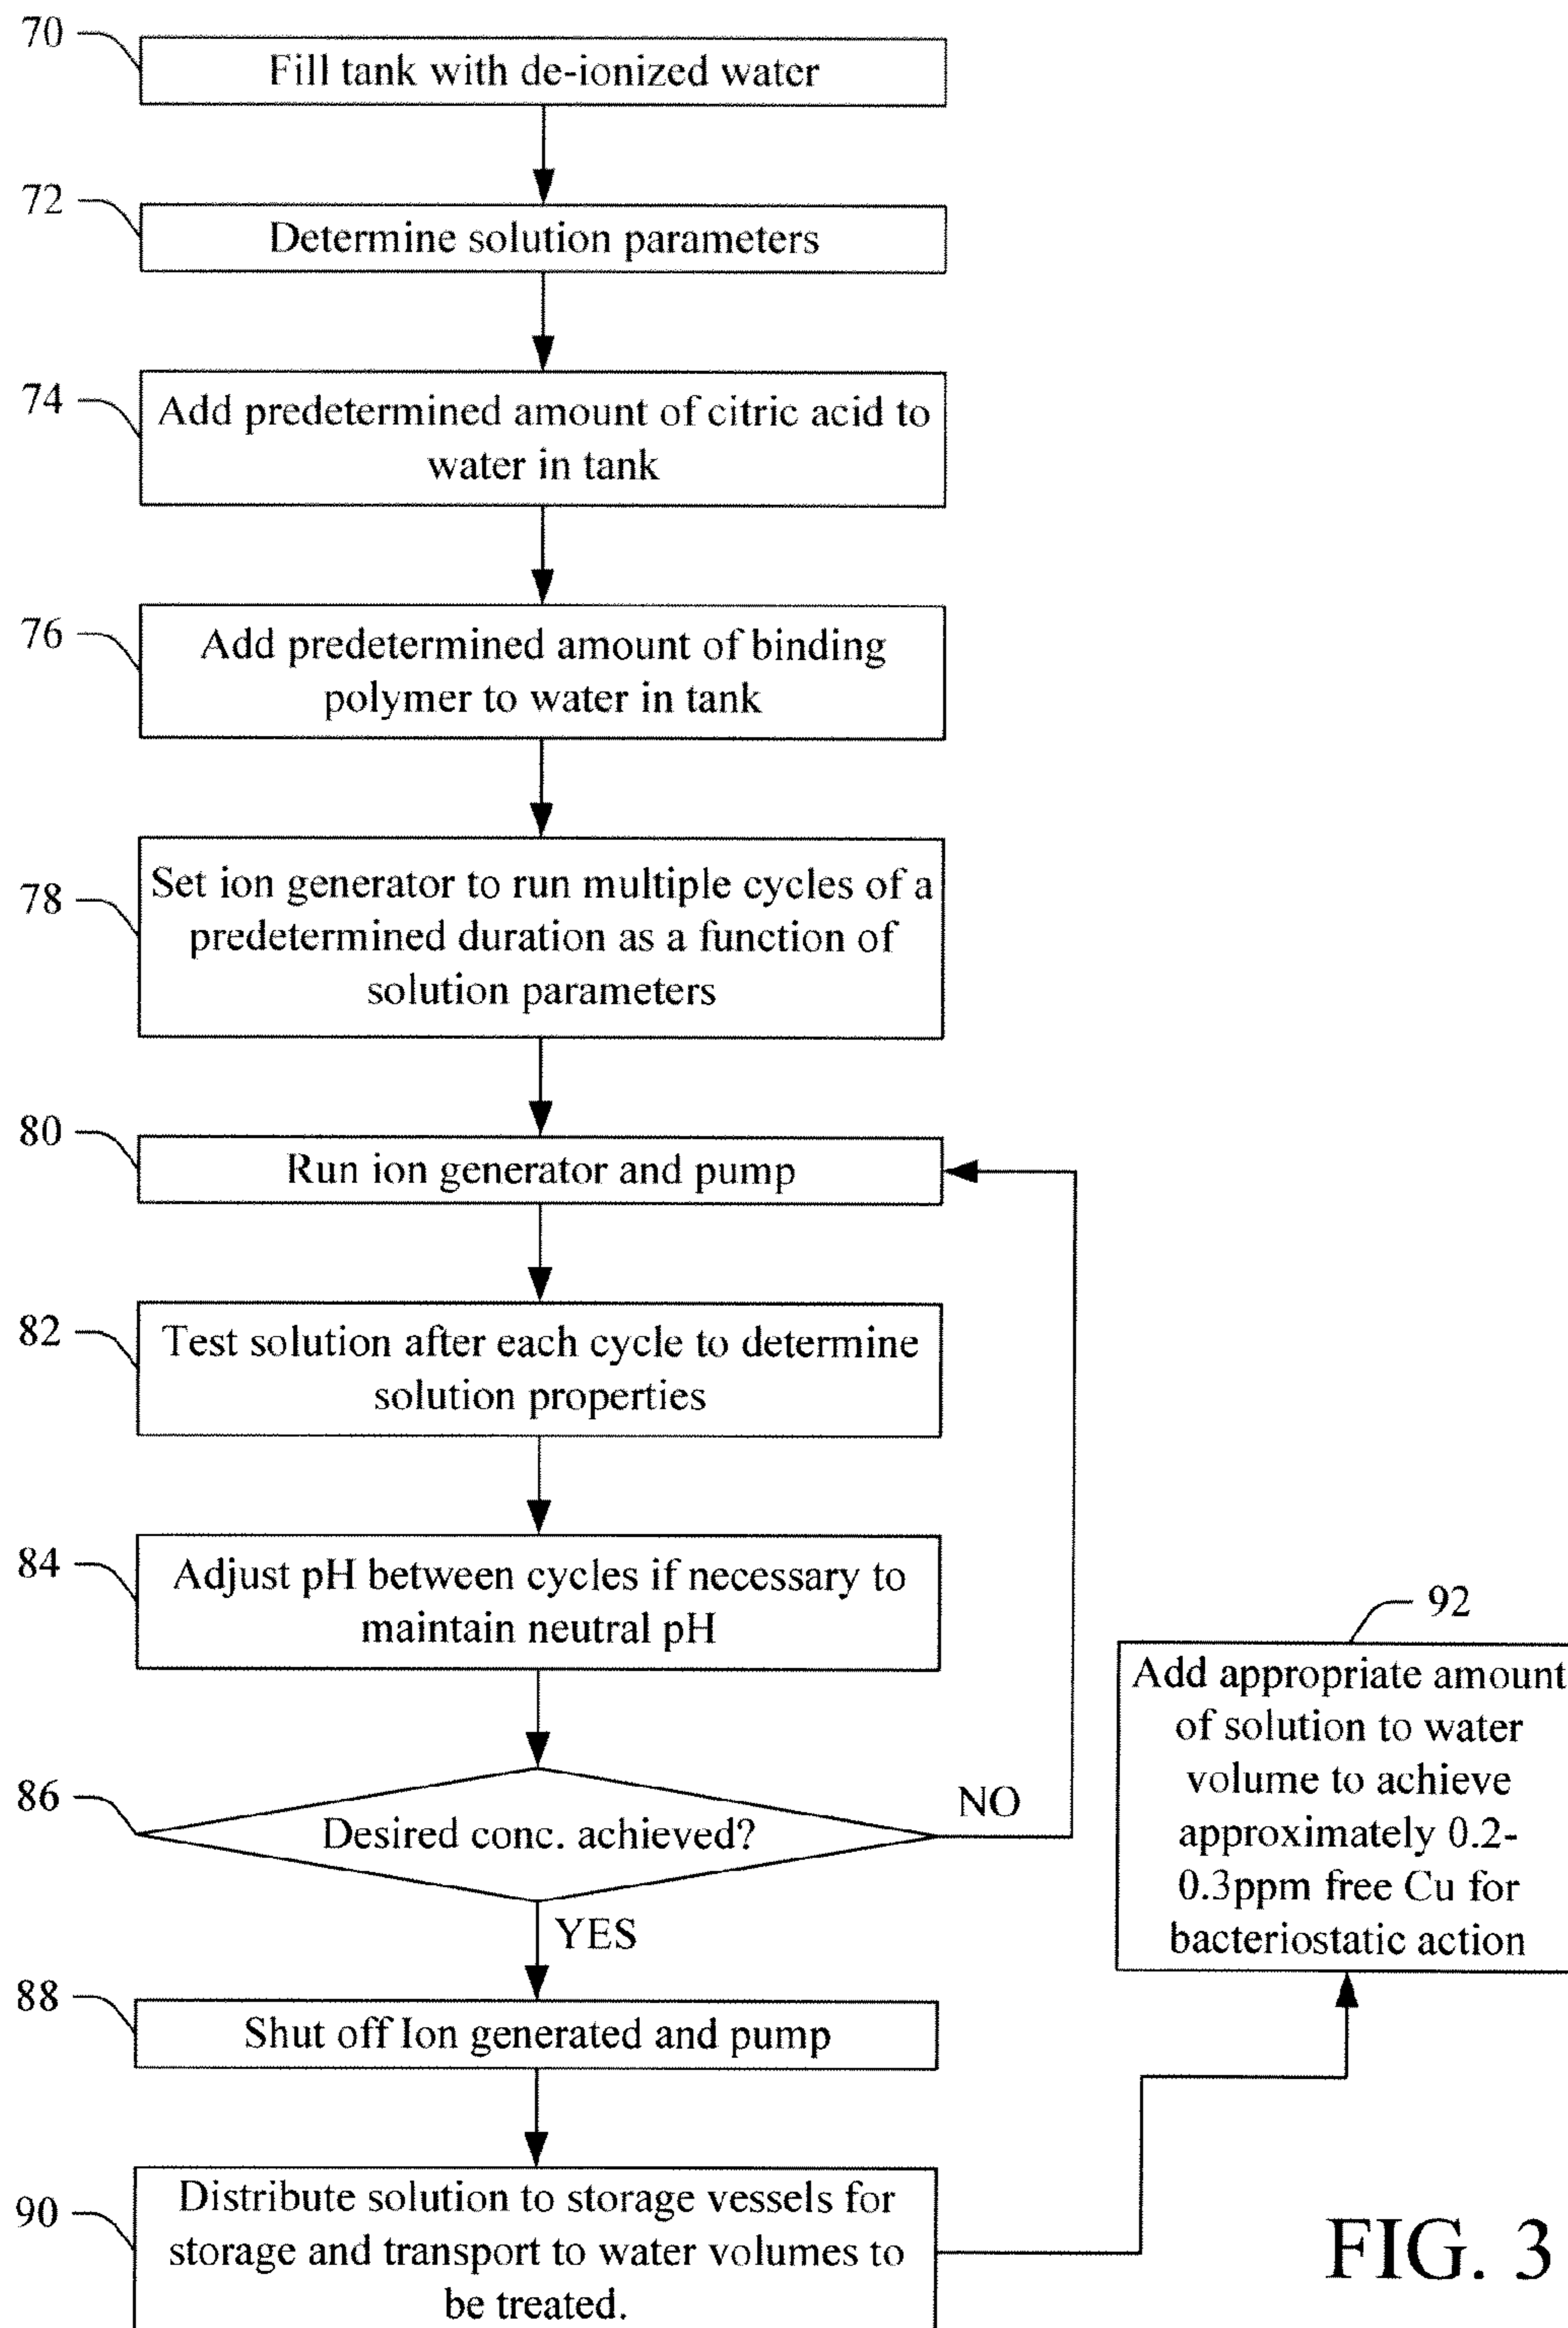 70
Fill tank with de-ionized water
72
Determine solution parameters
74
Add predetermined amount of citric acid to
water in tank
76
Add predetermined amount of binding
polymer to water in tank
78
Set ion generator to run multiple cycles of a
predetermined duration as a function of
solution parameters
80
Run ion generator and pump
82
Test solution after each cycle to determine
solution properties
84
Adjust pH between cycles if necessary to
maintain neutral pH
86
Desired conc. achieved?
NO
YES
88
Shut off Ion generated and pump
90
Distribute solution to storage vessels for
storage and transport to water volumes to
be treated.
92
Add appropriate amount
of solution to water
volume to achieve
approximately 0.2-
0.3ppm free Cu for
bacteriostatic action
FIG. 3